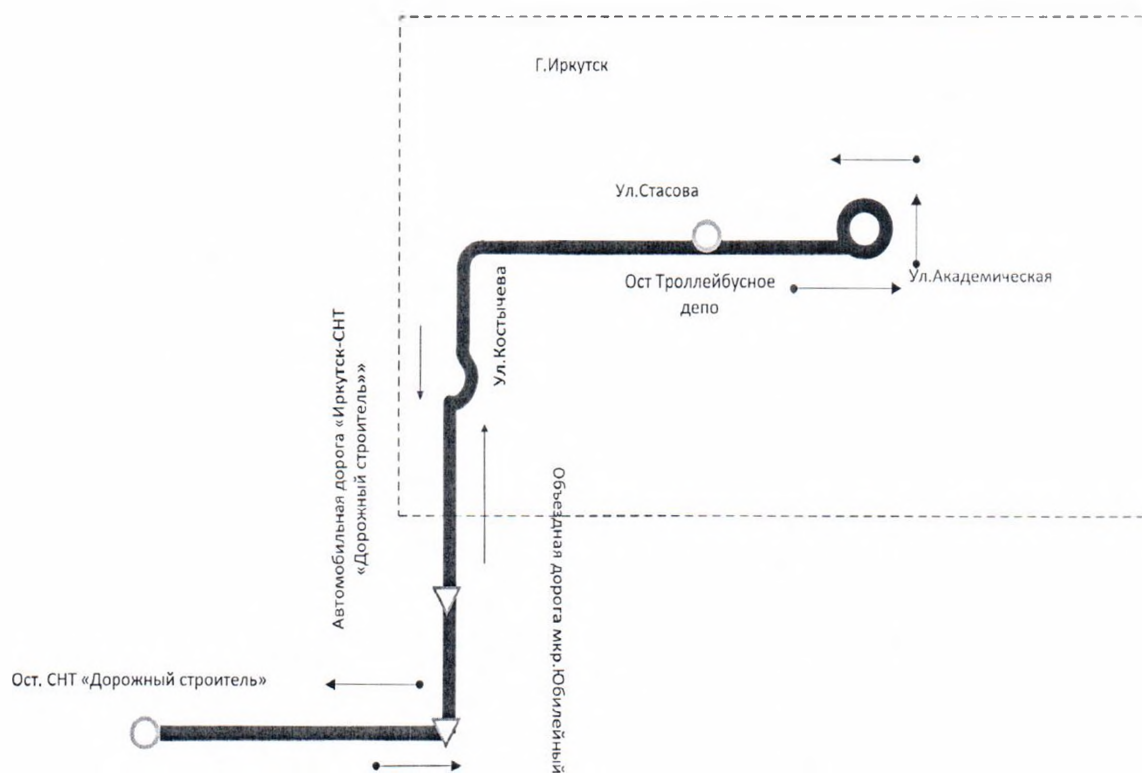 Г.Иркутск
Ул.Стасова
Ост Троллейбусное
депо
Ул.Академическая
Ул.Костычева
Автомобильная дорога «Иркутск-СНТ
«Дорожный строитель»»
Объездная дорога мкр.Юбилейный
Ост. СНТ «Дорожный строитель»